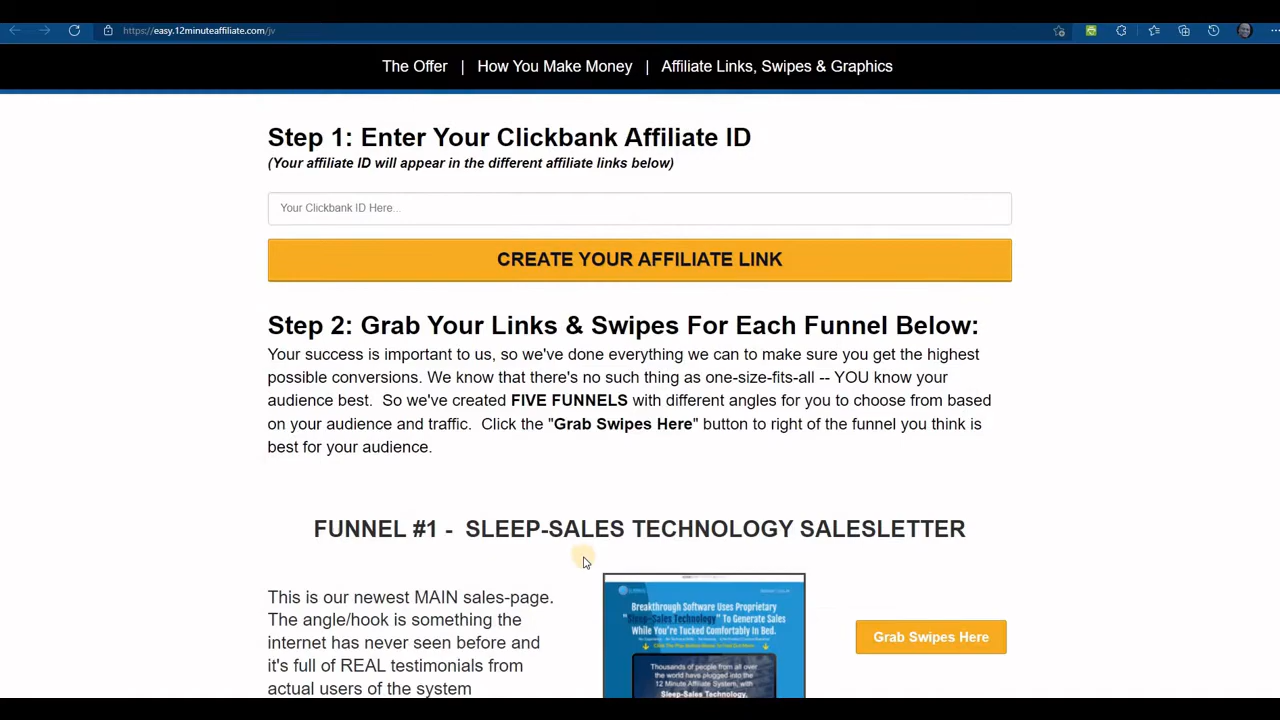 https://easy.12minuteaffiliate.com/jv
The Offer | How You Make Money | Affiliate Links, Swipes & Graphics
Step 1: Enter Your Clickbank Affiliate ID
(Your affiliate ID will appear in the different affiliate links below)
Your Clickbank ID Here...
CREATE YOUR AFFILIATE LINK
Step 2: Grab Your Links & Swipes For Each Funnel Below:
Your success is important to us, so we've done everything we can to make sure you get the highest
possible conversions. We know that there's no such thing as one-size-fits-all -- YOU know your
audience best. So we've created FIVE FUNNELS with different angles for you to choose from based
on your audience and traffic. Click the "Grab Swipes Here" button to right of the funnel you think is
best for your audience.
FUNNEL #1 - SLEEP-SALES TECHNOLOGY SALESLETTER
This is our newest MAIN sales-page.
The angle/hook is something the
internet has never seen before and
it's full of REAL testimonials from
actual users of the system
Breakthrough Software Uses Proprietary
"Sleep-Sales Technology" To Generate Sales
While You're Tucked Comfortably In Bed.
Thousands of people from all over
the world have plugged into the
12 Minute Affiliate System, with
Sleep-Sales Technology,
Grab Swipes Here